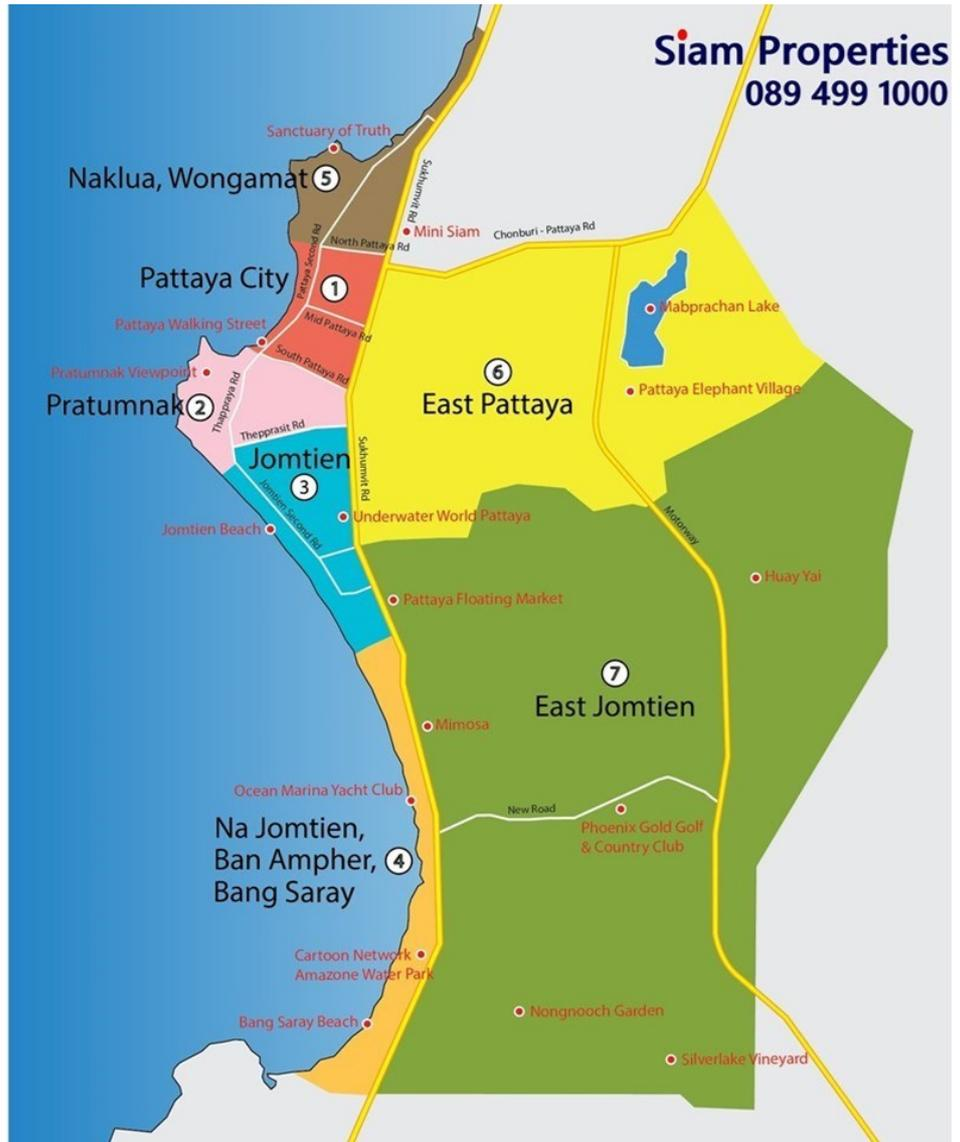 Siam Properties
089 499 1000
Sanctuary of Truth
Naklua, Wongamat 5
Sukhumvit Rd
Mini Siam
Chonburi - Pattaya Rd
North Pattaya Rd
Pattaya Second Rd
Pattaya City
1
Mabprachan Lake
Mid Pattaya Rd
Pattaya Walking Street
South Pattaya Rd
Pratumnak Viewpoint
6
Pattaya Elephant Village
Pratumnak 2
Thappraya Rd
East Pattaya
Thepprasit Rd
Jomtien
3
Sukhumvit Rd
Jomtien Second Rd
Underwater World Pattaya
Jomtien Beach
Motorway
Huay Yai
Pattaya Floating Market
7
East Jomtien
Mimosa
Ocean Marina Yacht Club
New Road
Phoenix Gold Golf
& Country Club
Na Jomtien,
Ban Ampher, 4
Bang Saray
Cartoon Network
Amazone Water Park
Nongnooch Garden
Bang Saray Beach
Silverlake Vineyard